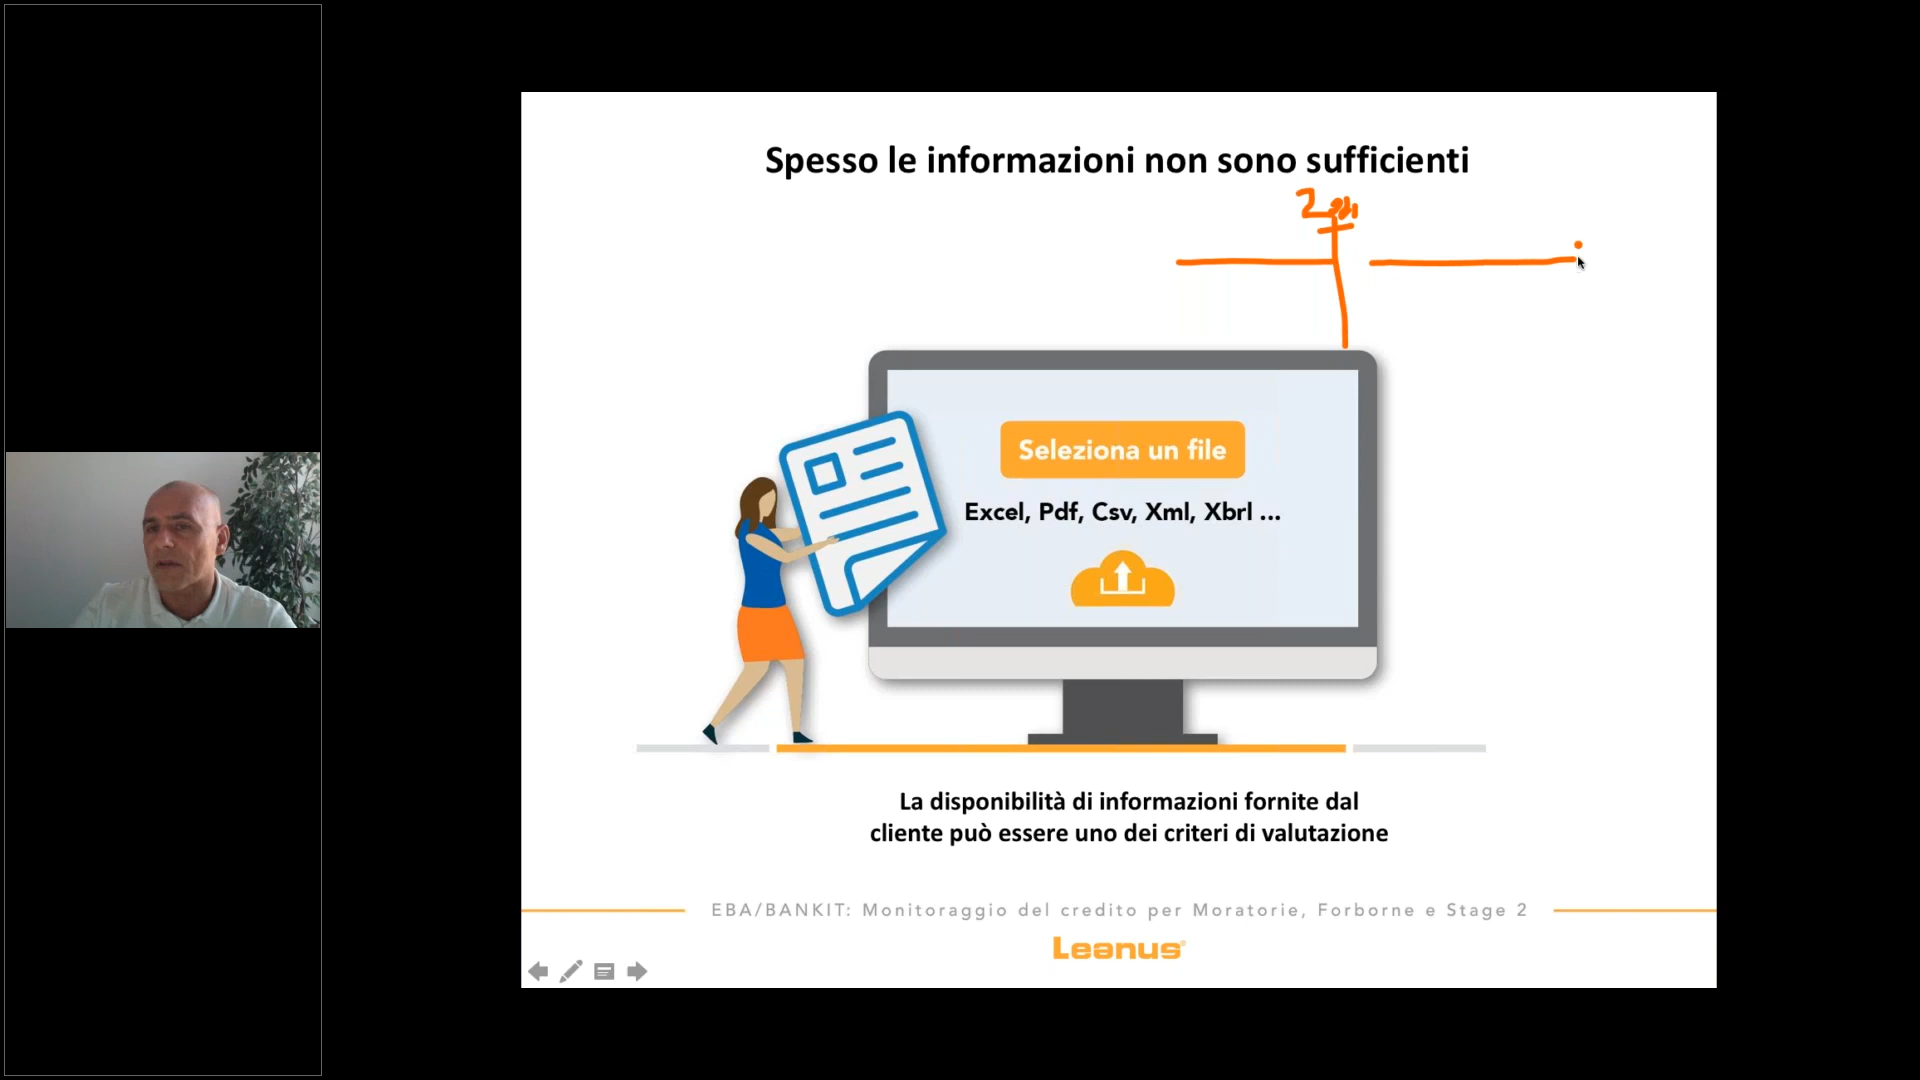 Spesso le informazioni non sono sufficienti
Seleziona un file
Excel, Pdf, Csv, Xml, Xbrl ...
La disponibilità di informazioni fornite dal
cliente può essere uno dei criteri di valutazione
EBA/BANKIT: Monitoraggio del credito per Moratorie, Forborne e Stage 2
Leanus